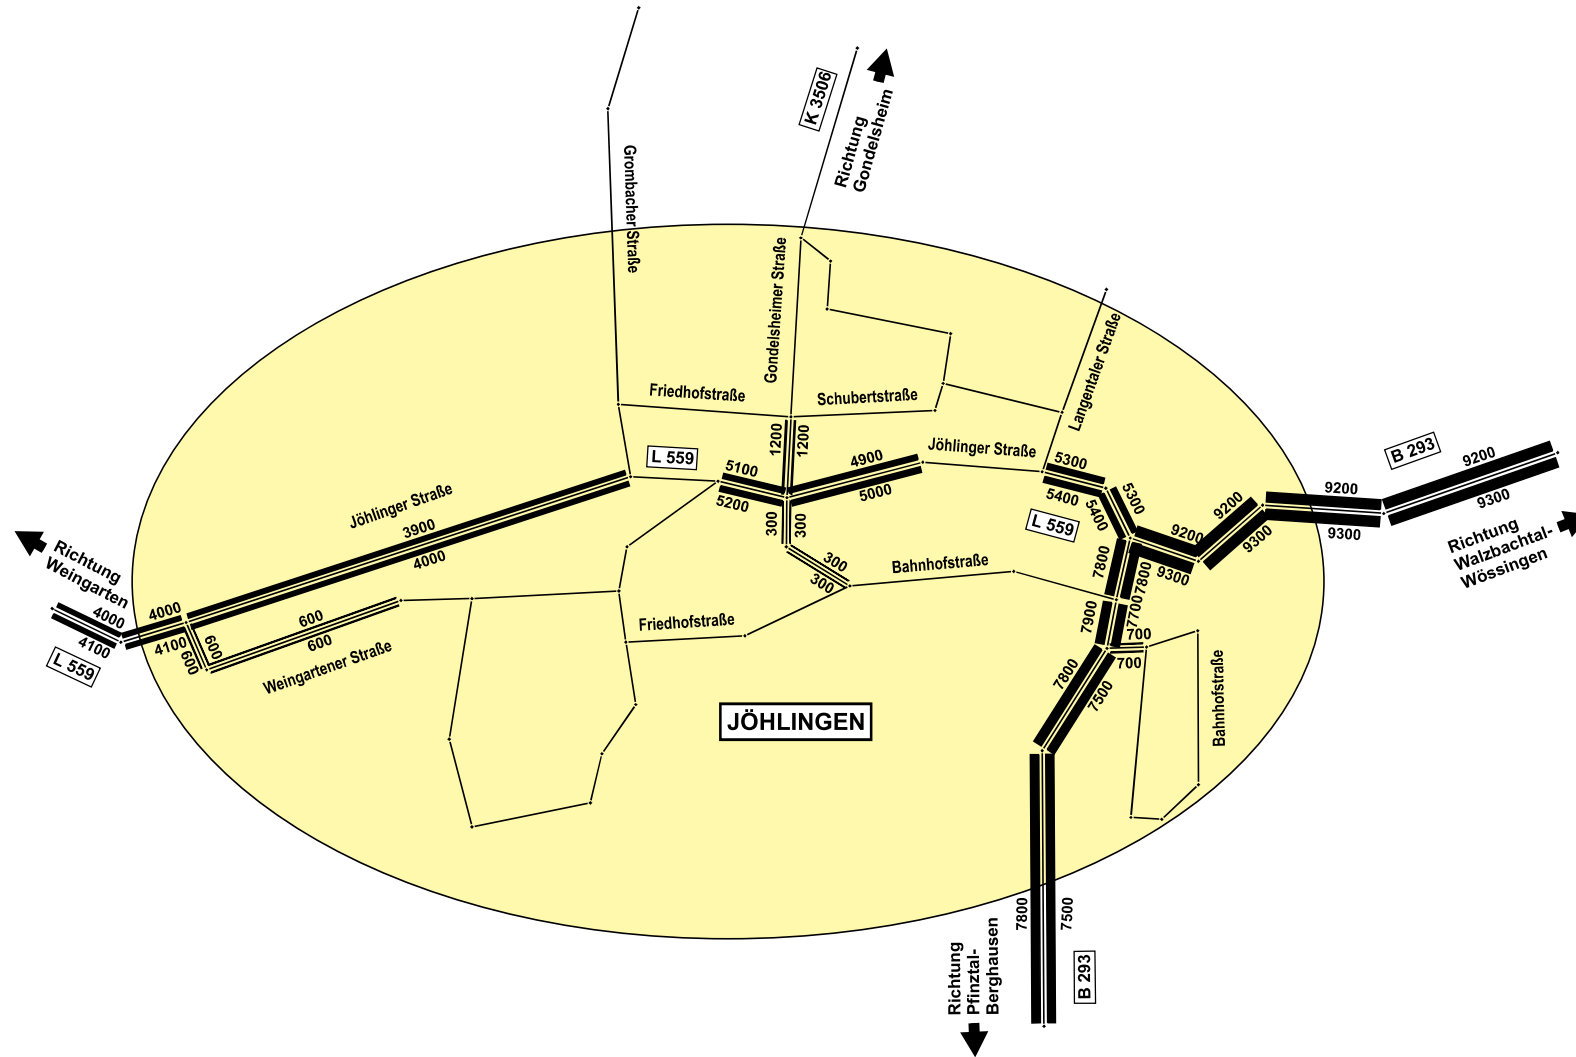 K 3506
Richtung
Gondelsheim
Grombacher Straße
Gondelsheimer Straße
Langentaler Straße
Friedhofstraße
Schubertstraße
1200
1200
Jöhlinger Straße
L 559
5100
5200
4900
5000
300
300
300
300
5300
5400
5300
5400
L 559
B 293
9200
9300
9200
9300
9200
9300
9200
9300
Richtung
Walzbachtal-
Wössingen
Jöhlinger Straße
3900
4000
Richtung
Weingarten
4000
4100
4000
4100
L 559
600
600
600
600
Weingartener Straße
Bahnhofstraße
Friedhofstraße
7800
7800
7900
7700
700
700
7800
7500
Bahnhofstraße
JÖHLINGEN
7800
7500
Richtung
Pfinztal-
Berghausen
B 293